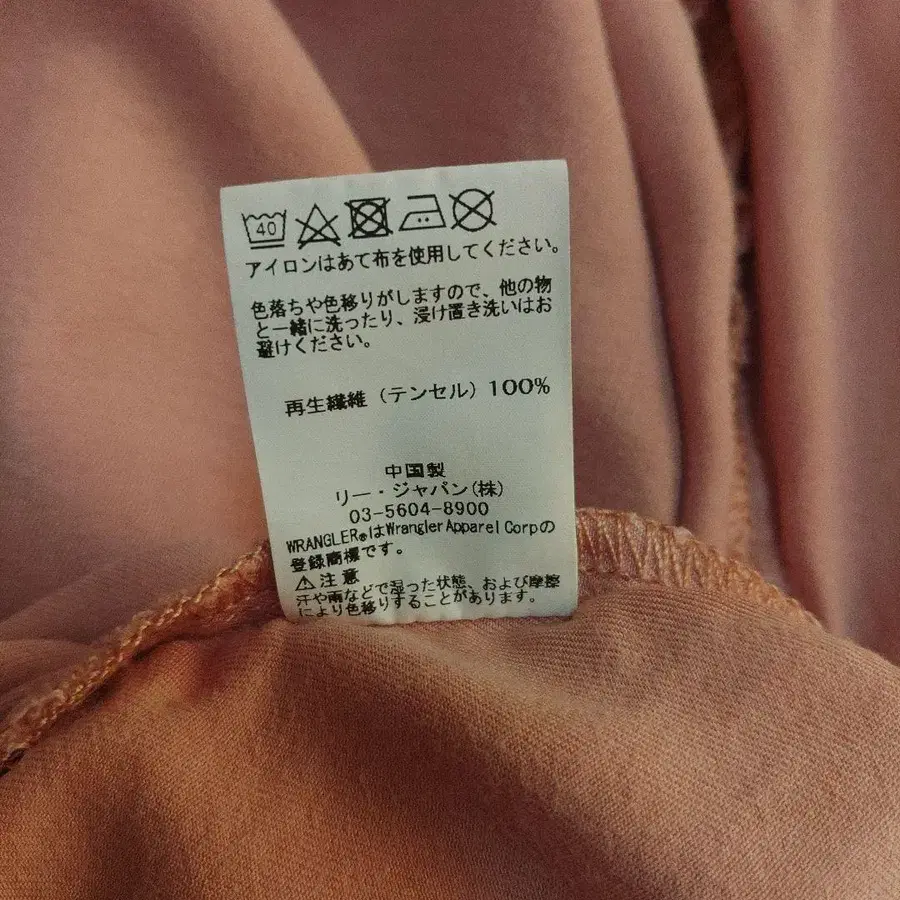 40
アイロンはあて布を使用してください。
色落ちや色移りがしますので、他の物
と一緒に洗ったり、浸け置き洗いはお
避けください。
再生繊維（テンセル）100%
中国製
リー・ジャパン(株)
03-5604-8900
WRANGLER®はWrangler Apparel Corpの
登録商標です。
⚠注意
汗や雨などで湿った状態、および摩擦
により色移りすることがあります。